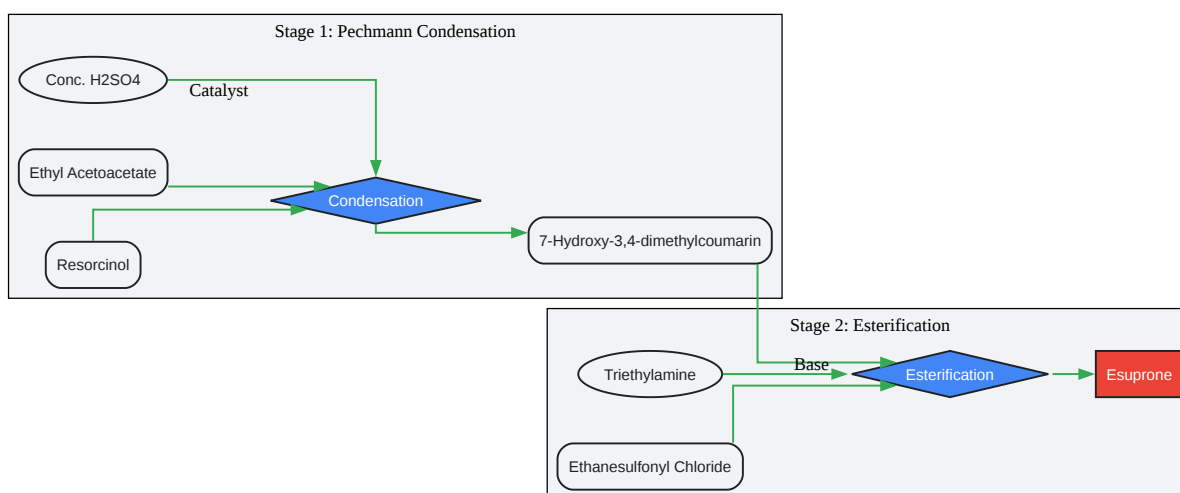 Stage 1: Pechmann Condensation
Conc. H2SO4
Catalyst
Ethyl Acetoacetate
Condensation
Resorcinol
7-Hydroxy-3,4-dimethylcoumarin
Stage 2: Esterification
Triethylamine
Base
Esterification
Esuprone
Ethanesulfonyl Chloride